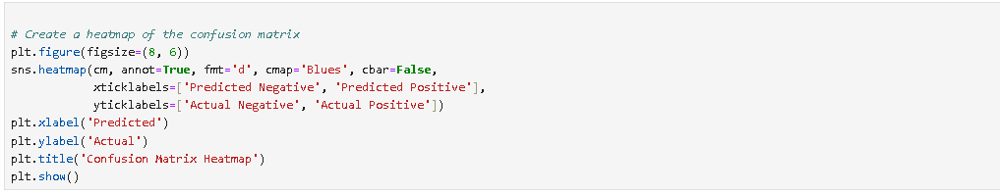 # Create a heatmap of the confusion matrix
plt.figure(figsize=(8, 6))
sns.heatmap(cm, annot=True, fmt='d', cmap='Blues', cbar=False,
            xticklabels=['Predicted Negative', 'Predicted Positive'],
            yticklabels=['Actual Negative', 'Actual Positive'])
plt.xlabel('Predicted')
plt.ylabel('Actual')
plt.title('Confusion Matrix Heatmap')
plt.show()